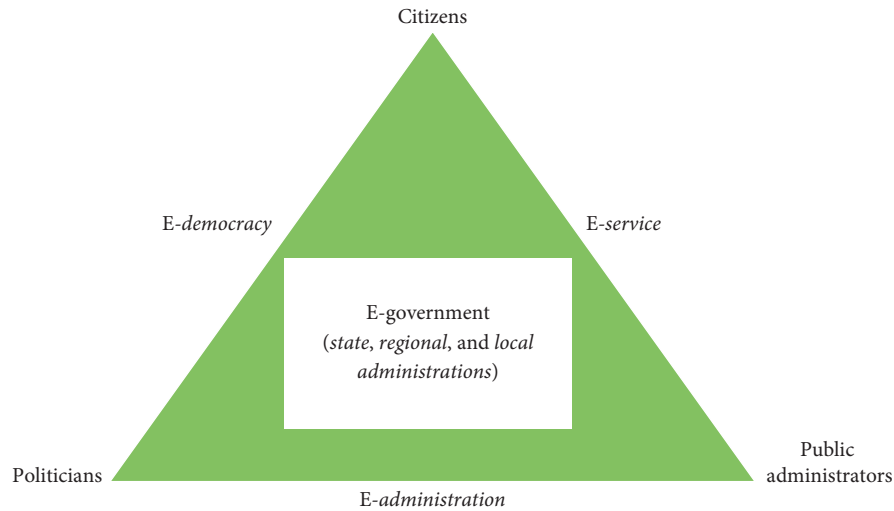 Citizens
E-democracy
E-service
E-government
(state, regional, and local
administrations)
Politicians
Public
administrators
E-administration